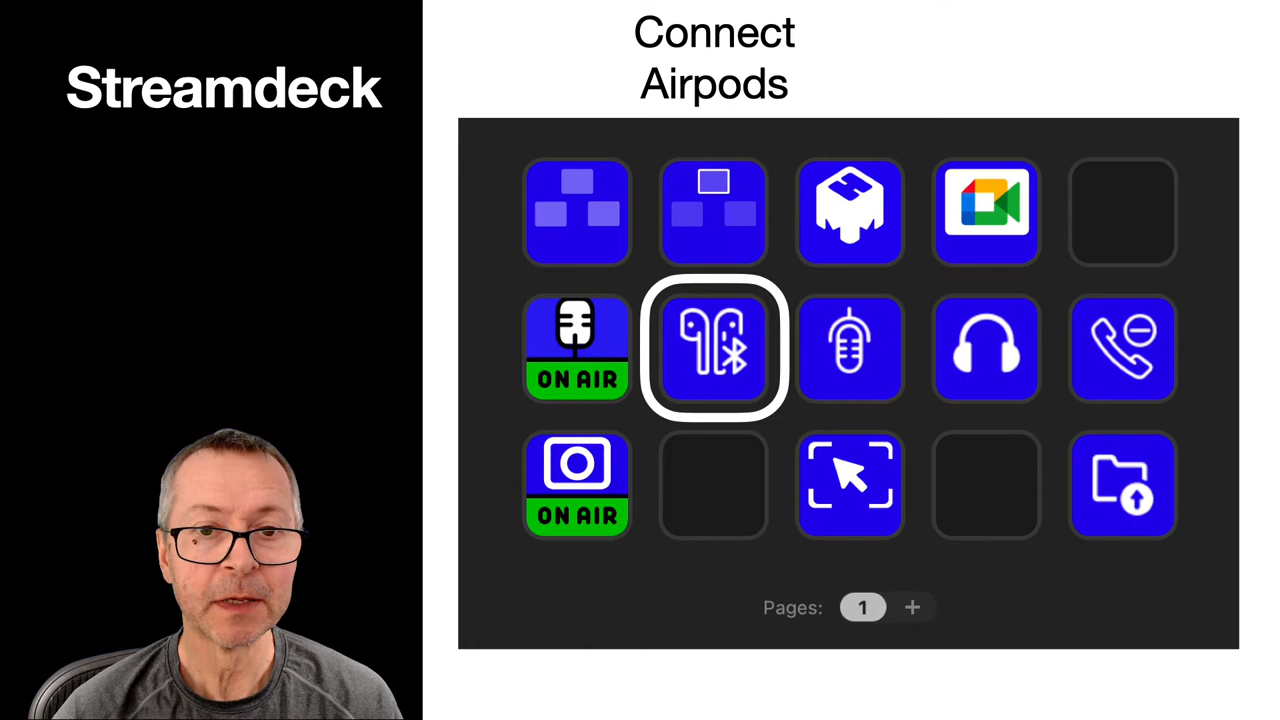 Streamdeck
Connect
Airpods
ON AIR
ON AIR
Pages: 1 +